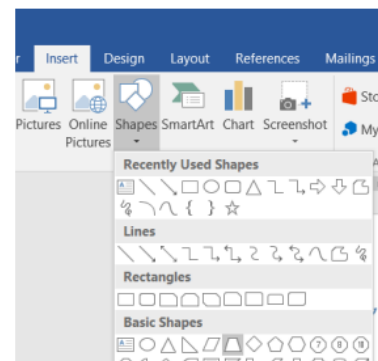 Insert Design Layout References Mailings
Pictures Online Pictures Shapes SmartArt Chart Screenshot
Recently Used Shapes
Lines
Rectangles
Basic Shapes